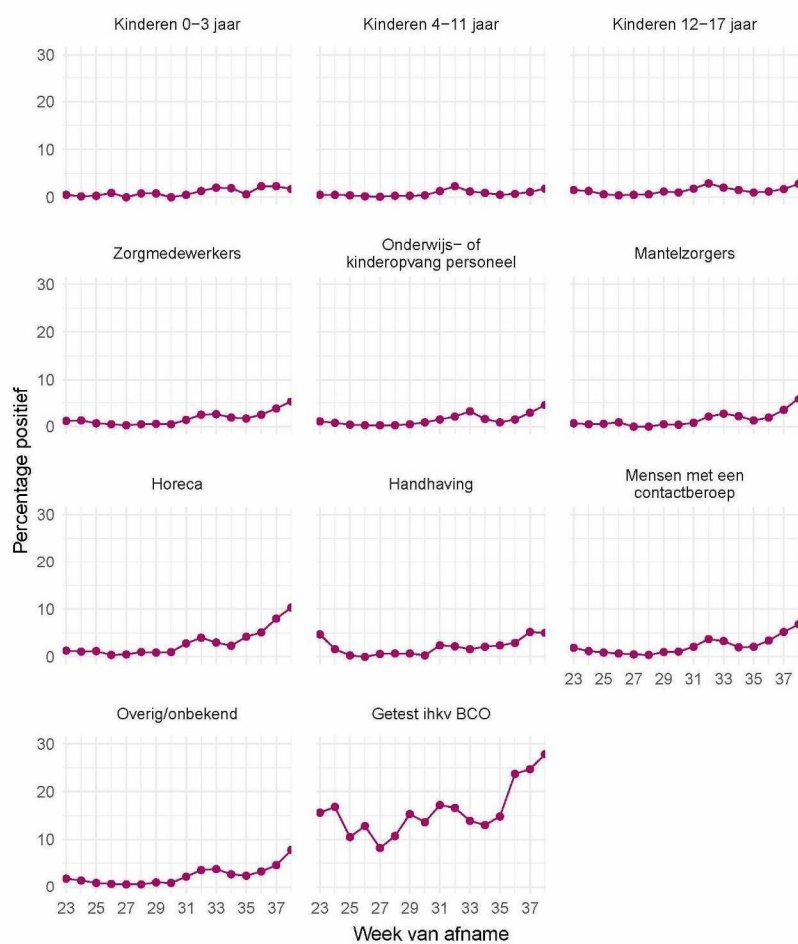 Kinderen 0−3 jaar
Kinderen 4−11 jaar
Kinderen 12−17 jaar
30
20
10
0
Zorgmedewerkers
Onderwijs− of
kinderopvang personeel
Mantelzorgers
30
20
10
0
Percentage positief
Horeca
Handhaving
Mensen met een
contactberoep
30
20
10
0
23 25 27 29 31 33 35 37
Overig/onbekend
Getest ihkv BCO
30
20
10
0
23 25 27 29 31 33 35 37
23 25 27 29 31 33 35 37
Week van afname